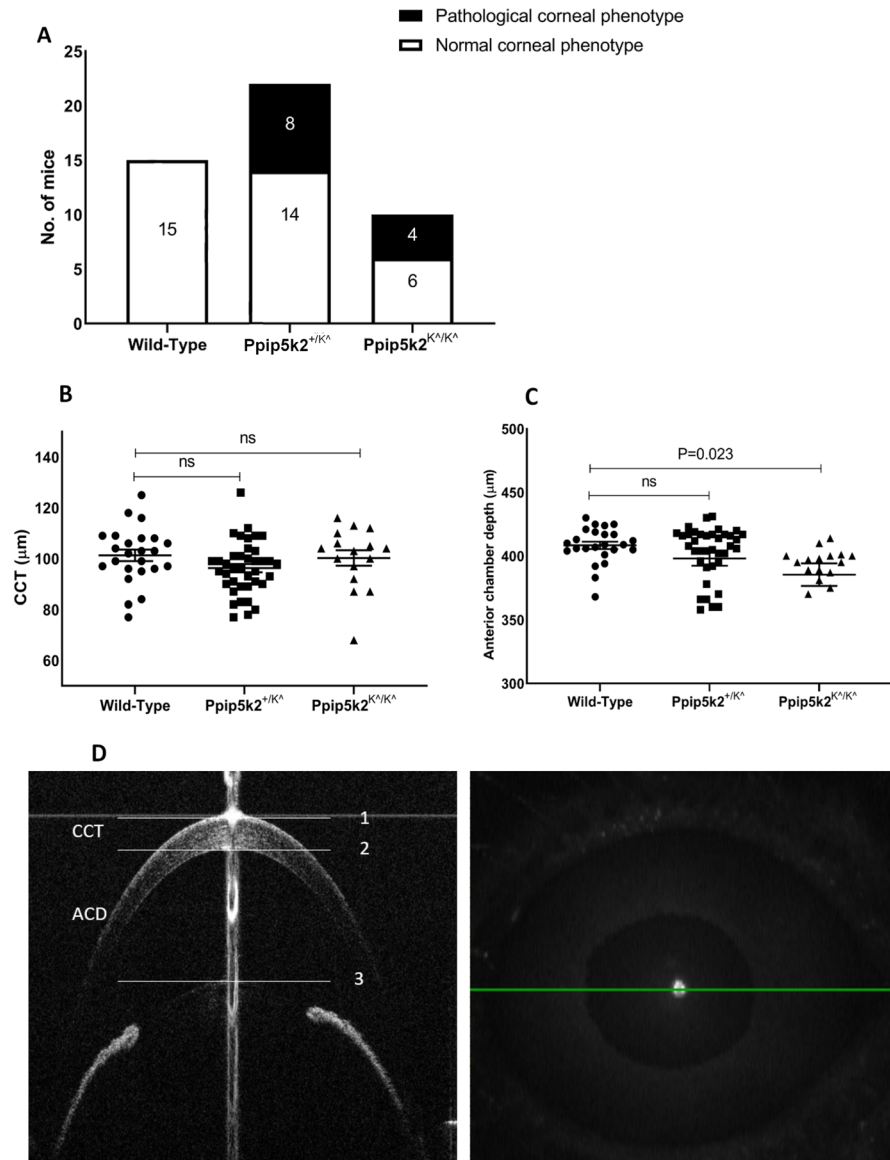 Pathological corneal phenotype
Normal corneal phenotype
A
No. of mice
25
20
15
10
5
0
15
8
14
4
6
Wild-Type
Ppip5k2+/K^
Ppip5k2K^/K^
B
CCT (μm)
140
120
100
80
60
ns
ns
Wild-Type
Ppip5k2+/K^
Ppip5k2K^/K^
C
Anterior chamber depth (μm)
500
450
400
350
300
P=0.023
ns
Wild-Type
Ppip5k2+/K^
Ppip5k2K^/K^
D
CCT
ACD
1
2
3